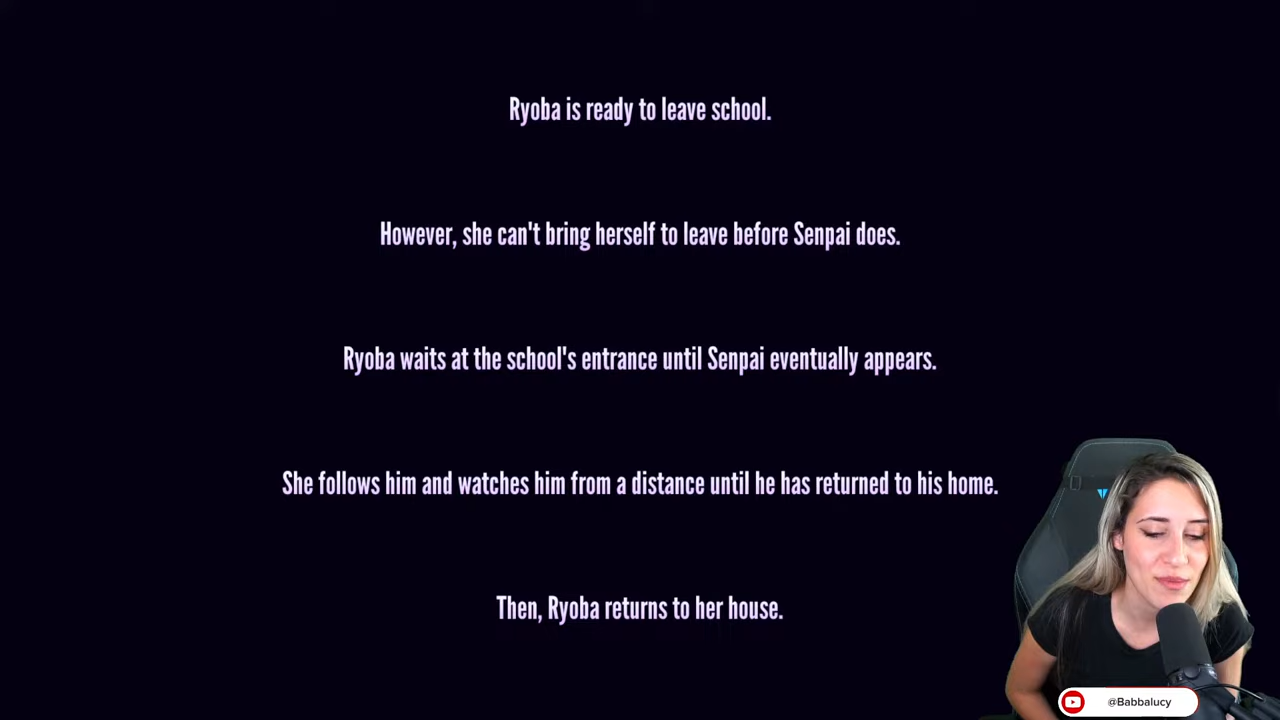 Ryoba is ready to leave school.
However, she can't bring herself to leave before Senpai does.
Ryoba waits at the school's entrance until Senpai eventually appears.
She follows him and watches him from a distance until he has returned to his home.
Then, Ryoba returns to her house.
@Babbalucy